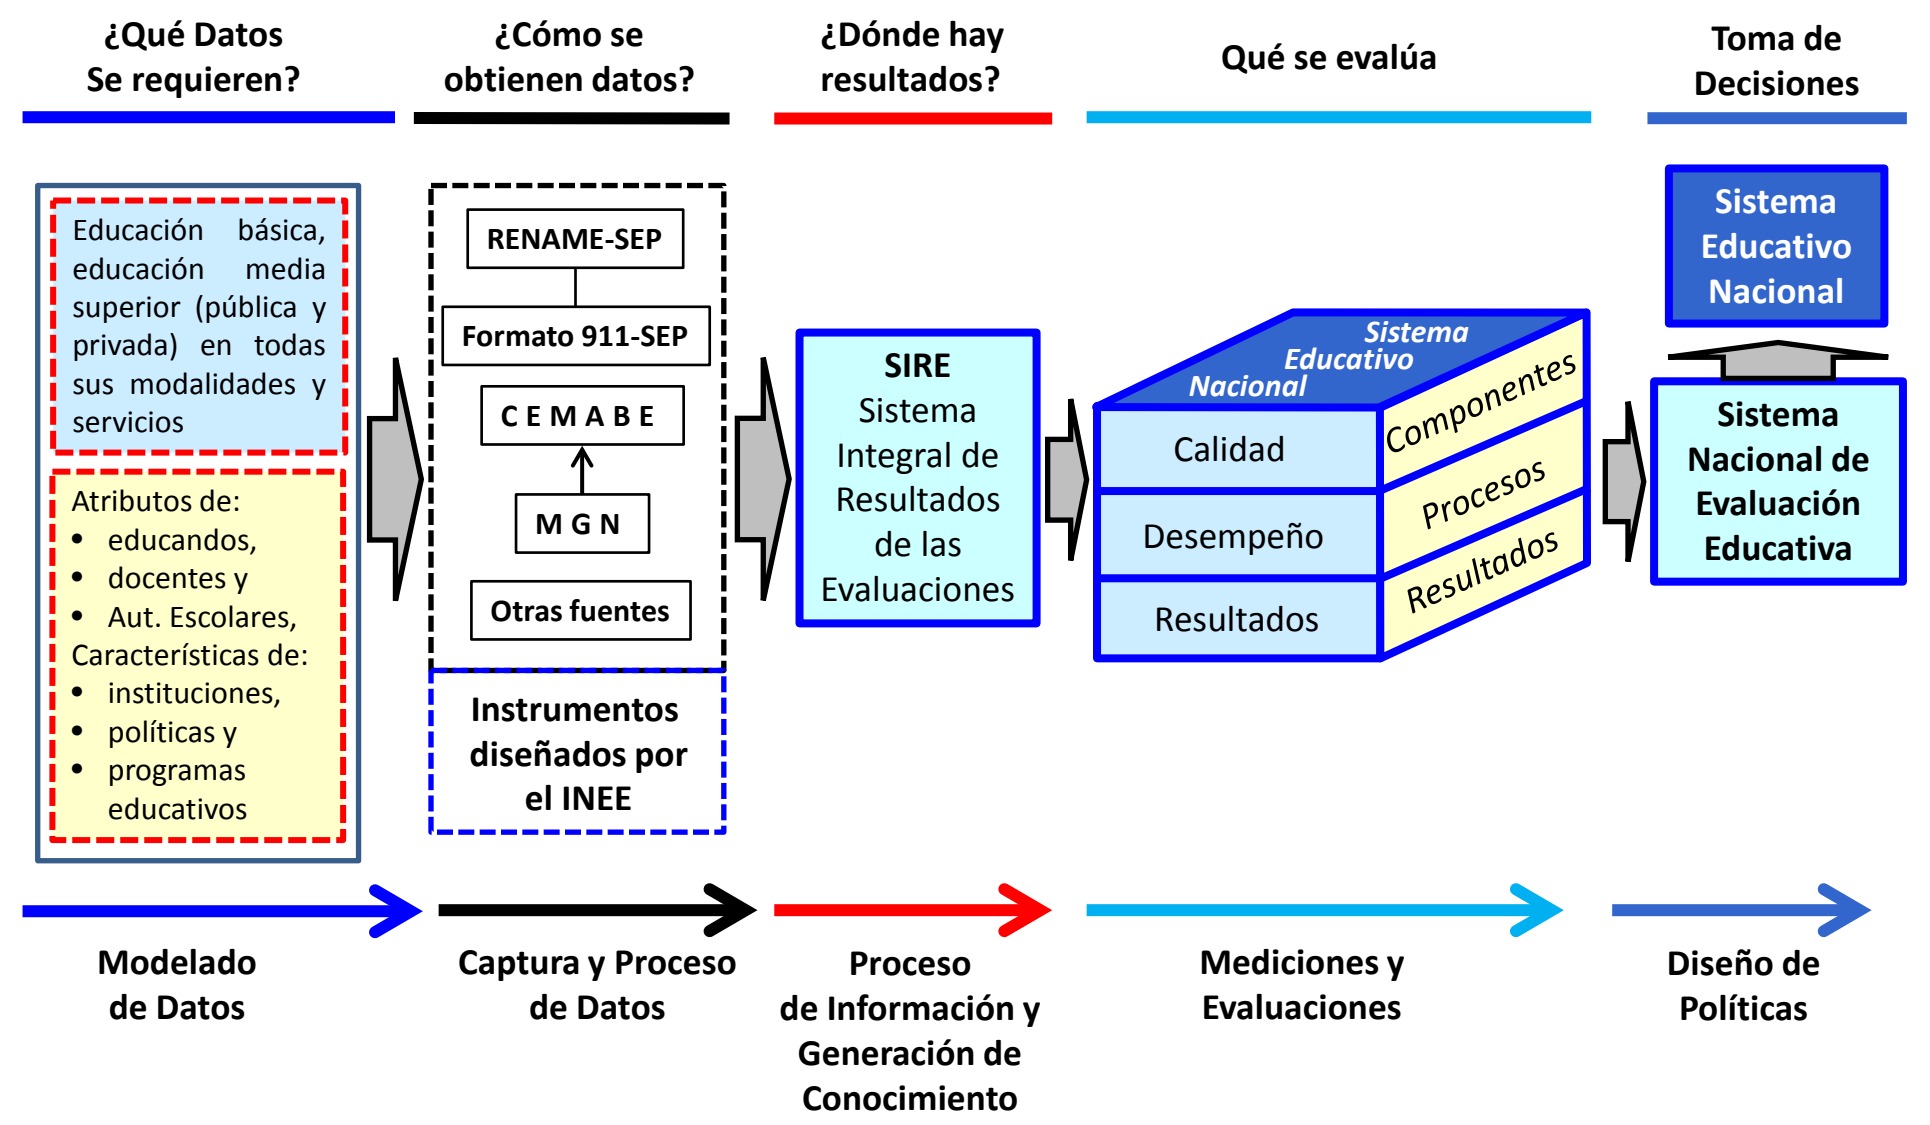 ¿Qué Datos
Se requieren?
¿Cómo se
obtienen datos?
¿Dónde hay
resultados?
Qué se evalúa
Toma de
Decisiones
Educación básica,
educación media
superior (pública y
privada) en todas
sus modalidades y
servicios
Atributos de:
• educandos,
• docentes y
• Aut. Escolares,
Características de:
• instituciones,
• políticas y
• programas
educativos
RENAME-SEP
Formato 911-SEP
C E M A B E
M G N
Otras fuentes
Instrumentos
diseñados por
el INEE
SIRE
Sistema
Integral de
Resultados
de las
Evaluaciones
Sistema
Educativo
Nacional
Calidad
Desempeño
Resultados
Componentes
Procesos
Resultados
Sistema
Educativo
Nacional
Sistema
Nacional de
Evaluación
Educativa
Modelado
de Datos
Captura y Proceso
de Datos
Proceso
de Información y
Generación de
Conocimiento
Mediciones y
Evaluaciones
Diseño de
Políticas